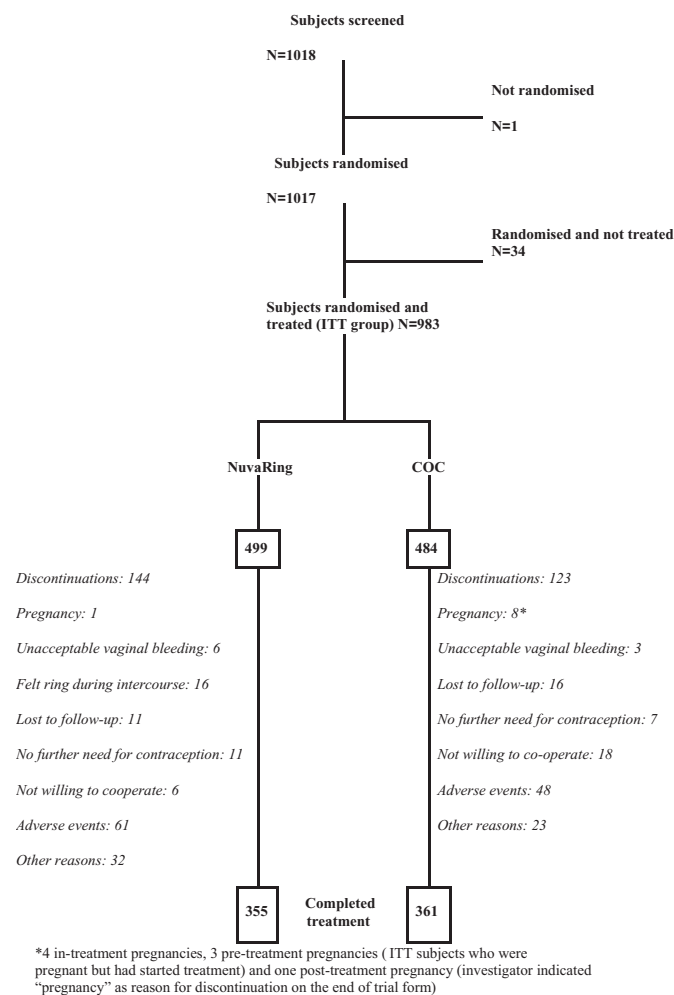 Subjects screened
N=1018
Not randomised
N=1
Subjects randomised
N=1017
Randomised and not treated
N=34
Subjects randomised and
treated (ITT group) N=983
NuvaRing
COC
499
484
Discontinuations: 144
Pregnancy: 1
Unacceptable vaginal bleeding: 6
Felt ring during intercourse: 16
Lost to follow-up: 11
No further need for contraception: 11
Not willing to cooperate: 6
Adverse events: 61
Other reasons: 32
Discontinuations: 123
Pregnancy: 8*
Unacceptable vaginal bleeding: 3
Lost to follow-up: 16
No further need for contraception: 7
Not willing to co-operate: 18
Adverse events: 48
Other reasons: 23
355
Completed
treatment
361
*4 in-treatment pregnancies, 3 pre-treatment pregnancies ( ITT subjects who were
pregnant but had started treatment) and one post-treatment pregnancy (investigator indicated
“pregnancy” as reason for discontinuation on the end of trial form)